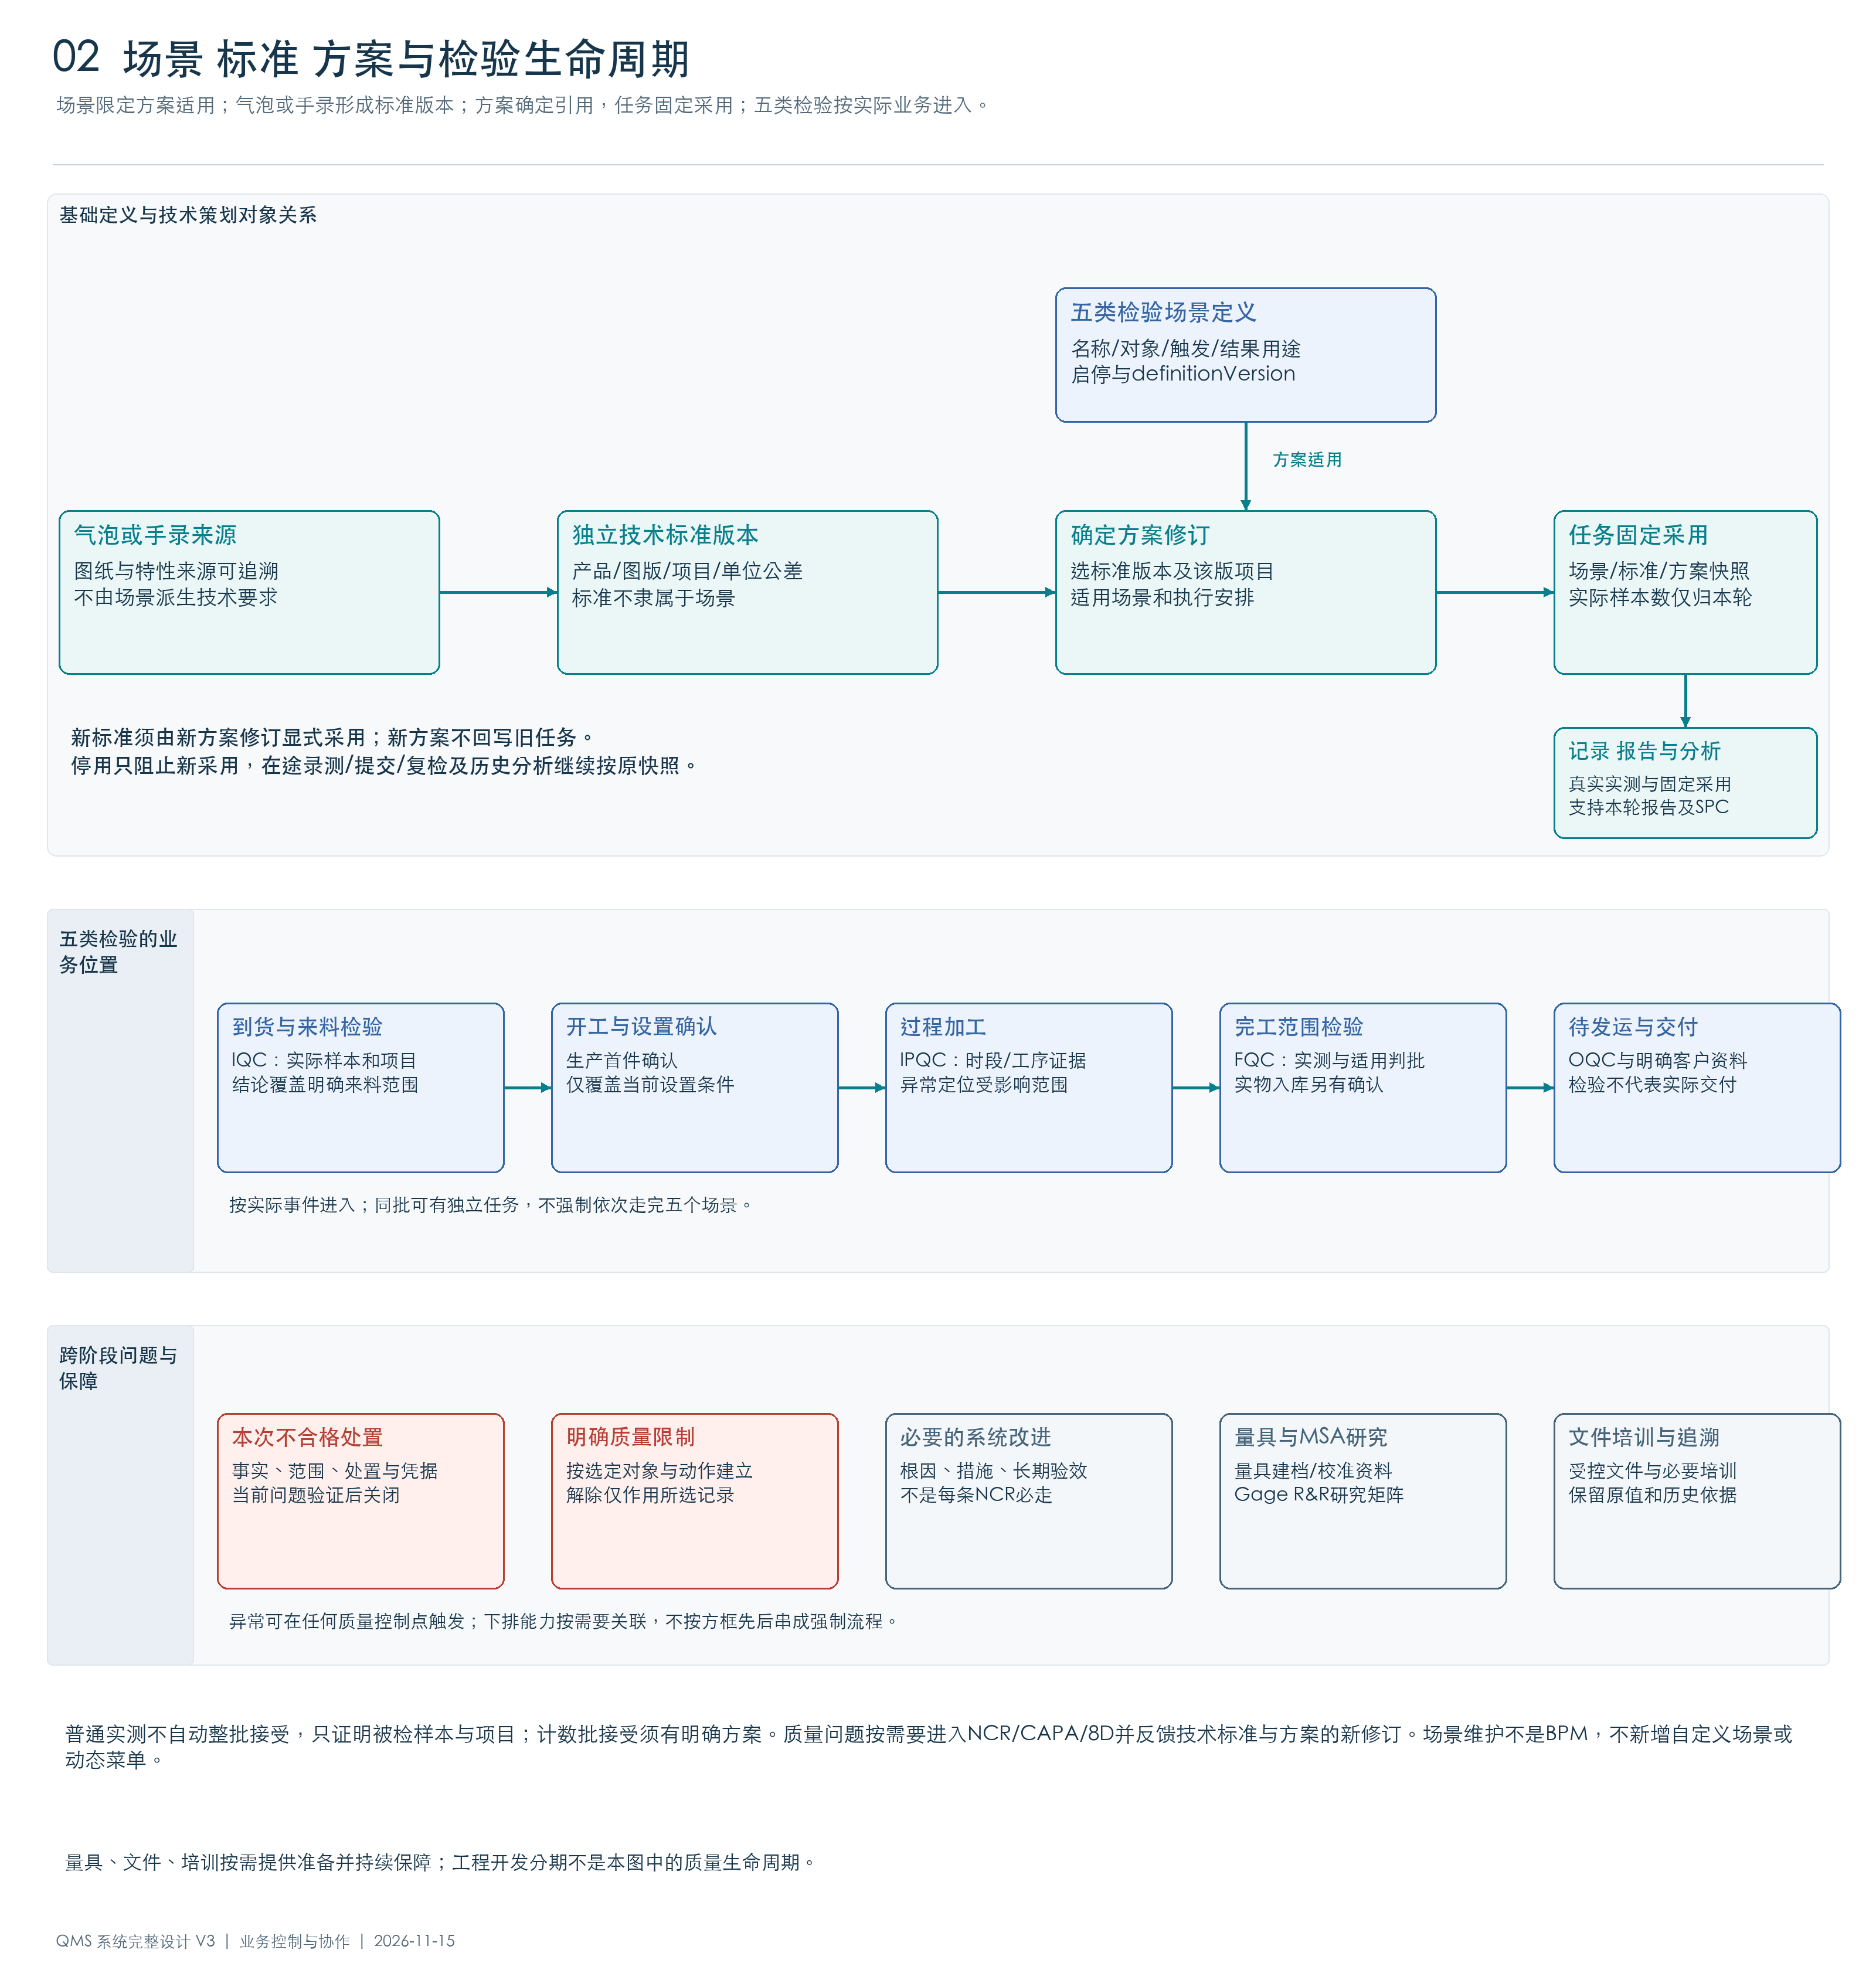 02 场景 标准 方案与检验生命周期
场景限定方案适用；气泡或手录形成标准版本；方案确定引用，任务固定采用；五类检验按实际业务进入。
基础定义与技术策划对象关系
五类检验场景定义
名称/对象/触发/结果用途
启停与definitionVersion
方案适用
气泡或手录来源
图纸与特性来源可追溯
不由场景派生技术要求
独立技术标准版本
产品/图版/项目/单位公差
标准不隶属于场景
确定方案修订
选标准版本及该版项目
适用场景和执行安排
任务固定采用
场景/标准/方案快照
实际样本数仅归本轮
新标准须由新方案修订显式采用；新方案不回写旧任务。
停用只阻止新采用，在途录测/提交/复检及历史分析继续按原快照。
记录 报告与分析
真实实测与固定采用
支持本轮报告及SPC
五类检验的业
务位置
到货与来料检验
IQC：实际样本和项目
结论覆盖明确来料范围
开工与设置确认
生产首件确认
仅覆盖当前设置条件
过程加工
IPQC：时段/工序证据
异常定位受影响范围
完工范围检验
FQC：实测与适用判批
实物入库另有确认
待发运与交付
OQC与明确客户资料
检验不代表实际交付
按实际事件进入；同批可有独立任务，不强制依次走完五个场景。
跨阶段问题与
保障
本次不合格处置
事实、范围、处置与凭据
当前问题验证后关闭
明确质量限制
按选定对象与动作建立
解除仅作用所选记录
必要的系统改进
根因、措施、长期验效
不是每条NCR必走
量具与MSA研究
量具建档/校准资料
Gage R&R研究矩阵
文件培训与追溯
受控文件与必要培训
保留原值和历史依据
异常可在任何质量控制点触发；下排能力按需要关联，不按方框先后串成强制流程。
普通实测不自动整批接受，只证明被检样本与项目；计数批接受须有明确方案。质量问题按需要进入NCR/CAPA/8D并反馈技术标准与方案的新修订。场景维护不是BPM，不新增自定义场景或
动态菜单。
量具、文件、培训按需提供准备并持续保障；工程开发分期不是本图中的质量生命周期。
QMS 系统完整设计 V3 | 业务控制与协作 | 2026-11-15